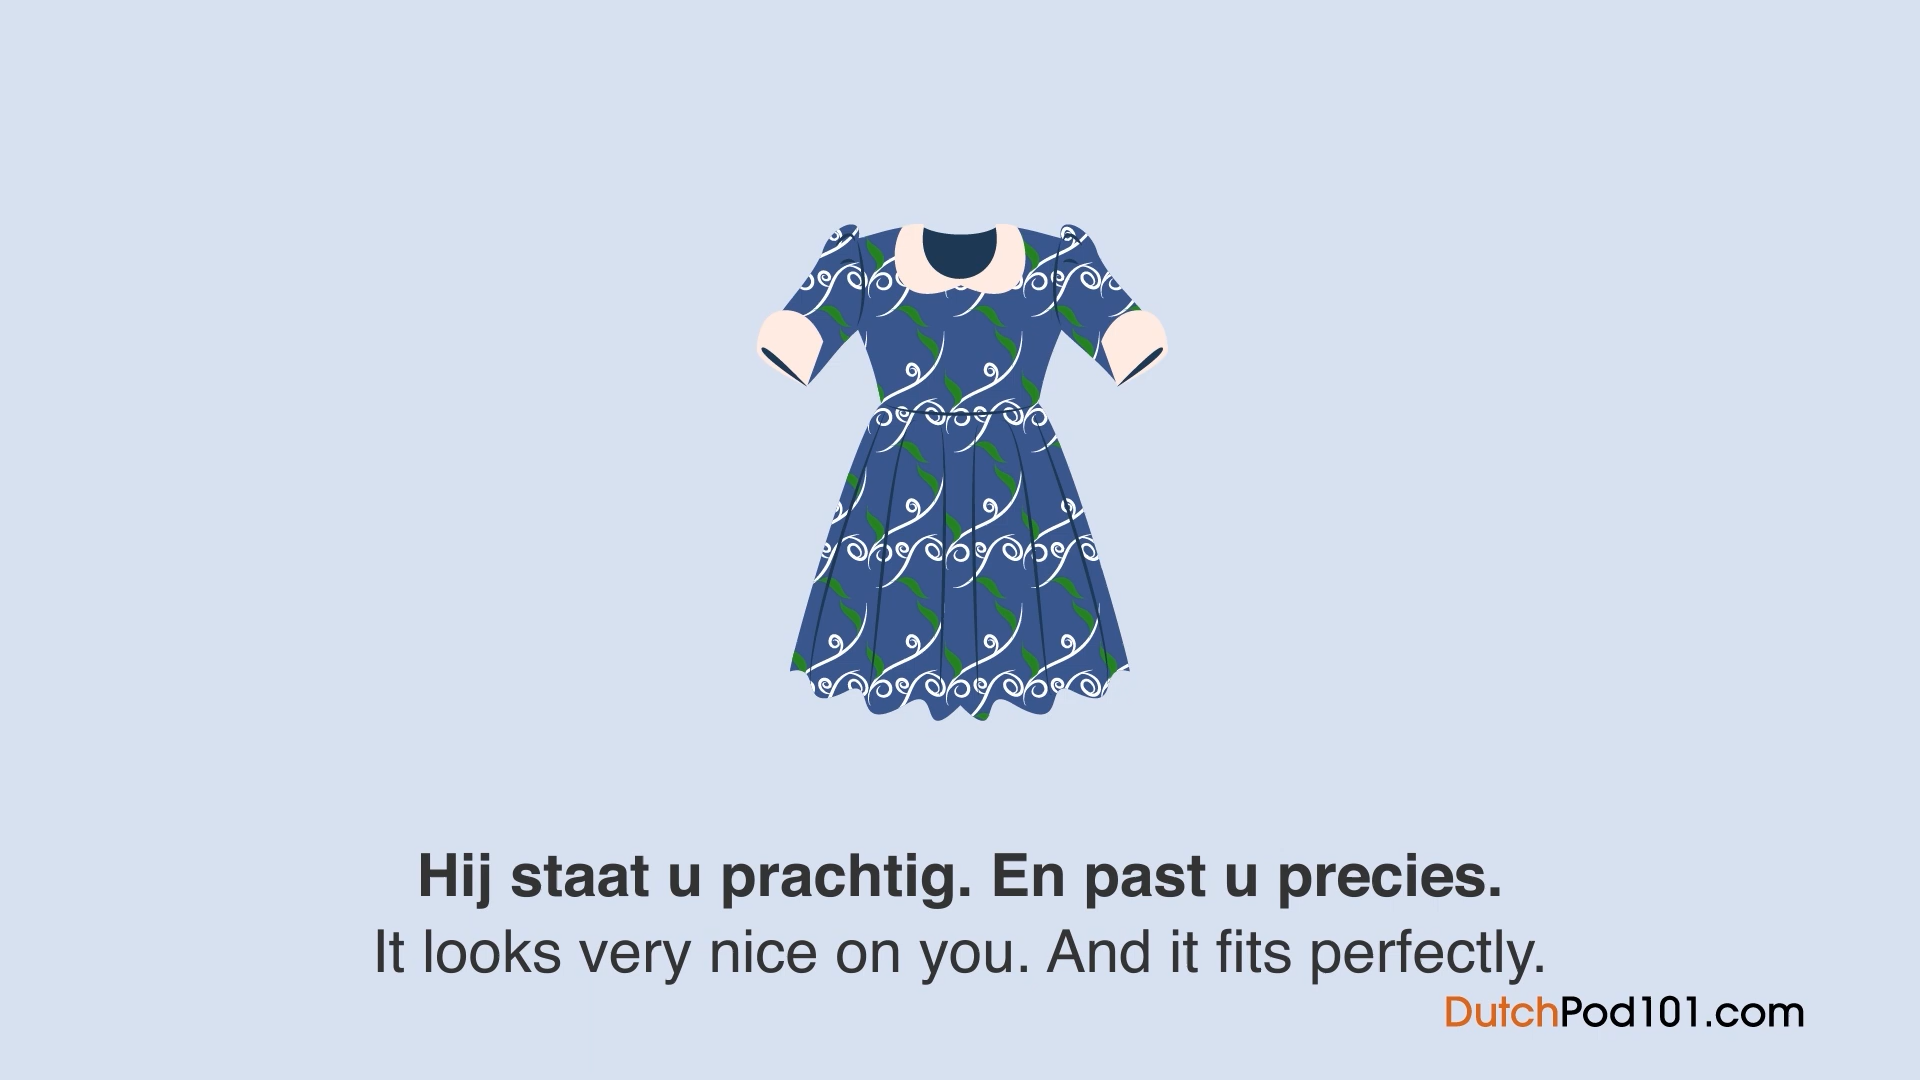 Hij staat u prachtig. En past u precies.
It looks very nice on you. And it fits perfectly.
DutchPod101.com